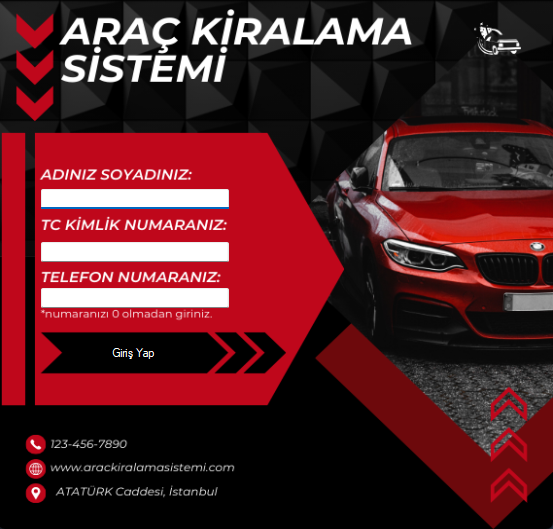 ARAÇ KİRALAMA
SİSTEMİ
ADINIZ SOYADINIZ:
TC KİMLİK NUMARANIZ:
TELEFON NUMARANIZ:
*numaranızı 0 olmadan giriniz.
Giriş Yap
123-456-7890
www.arackiralamasistemi.com
ATATÜRK Caddesi, İstanbul